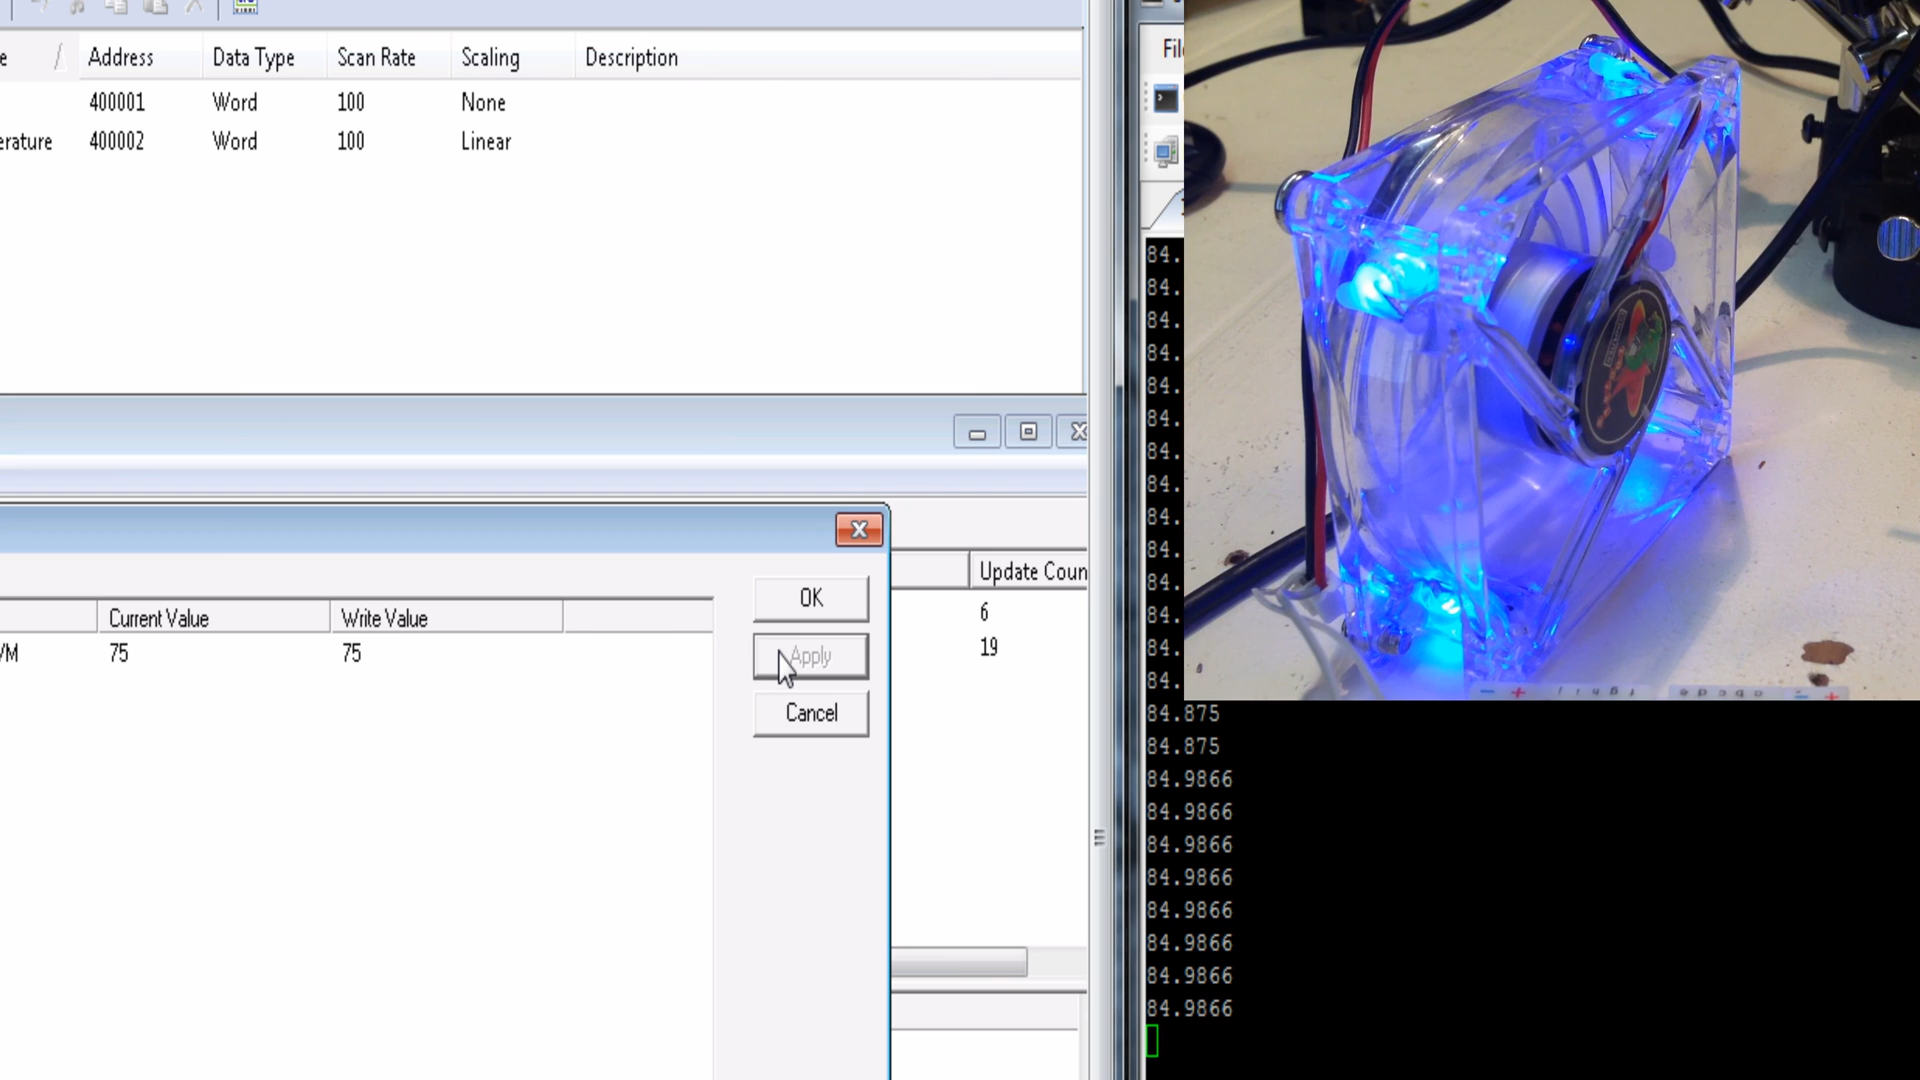 e / Address Data Type Scan Rate Scaling Description
400001 Word 100 None
erature 400002 Word 100 Linear
Update Coun
6
19
OK
Current Value Write Value
VM 75 75
Apply
Cancel
Fil
84.
84.
84.
84.
84.
84.
84.
84.
84.
84.
84.
84.
84.
84.
84.875
84.875
84.9866
84.9866
84.9866
84.9866
84.9866
84.9866
84.9866
84.9866